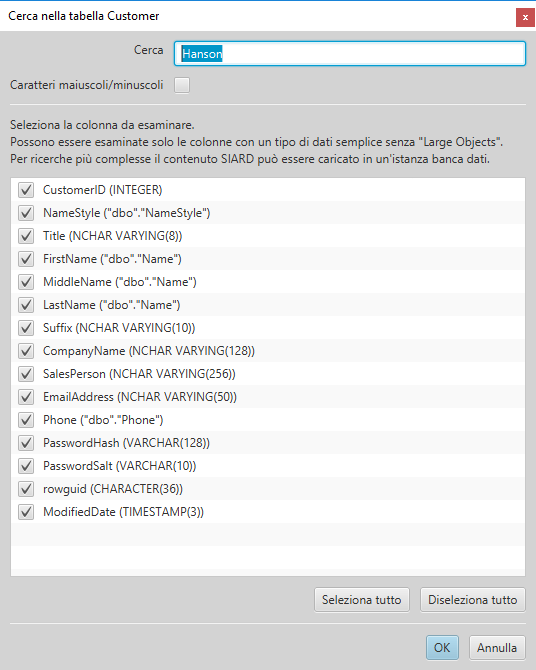 Cerca nella tabella Customer
x
Cerca Hanson
Caratteri maiuscoli/minuscoli
Seleziona la colonna da esaminare.
Possono essere esaminate solo le colonne con un tipo di dati semplice senza "Large Objects".
Per ricerche più complesse il contenuto SIARD può essere caricato in un'istanza banca dati.
CustomerID (INTEGER)
NameStyle ("dbo"."NameStyle")
Title (NCHAR VARYING(8))
FirstName ("dbo"."Name")
MiddleName ("dbo"."Name")
LastName ("dbo"."Name")
Suffix (NCHAR VARYING(10))
CompanyName (NCHAR VARYING(128))
SalesPerson (NCHAR VARYING(256))
EmailAddress (NCHAR VARYING(50))
Phone ("dbo"."Phone")
PasswordHash (VARCHAR(128))
PasswordSalt (VARCHAR(10))
rowguid (CHARACTER(36))
ModifiedDate (TIMESTAMP(3))
Seleziona tutto Diseleziona tutto
OK Annulla